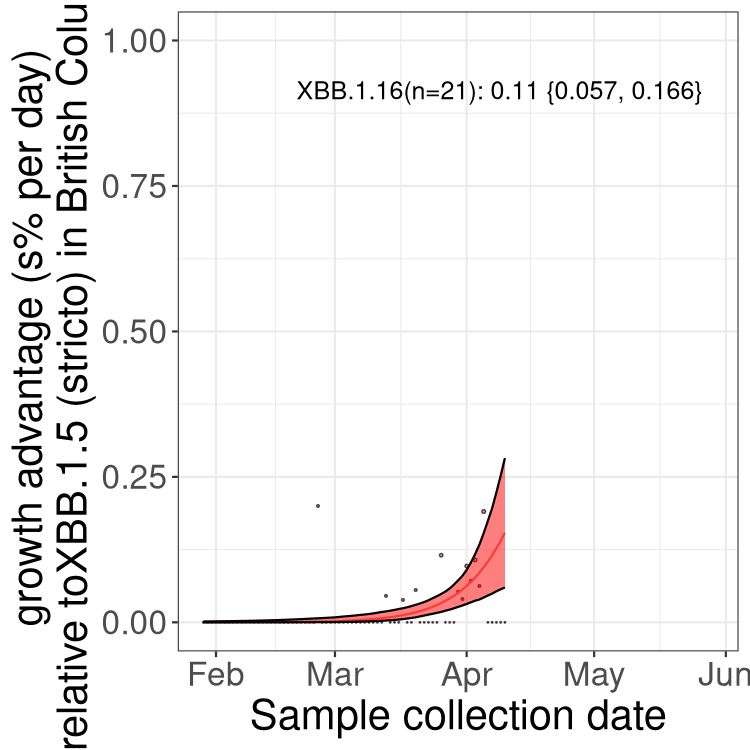 growth advantage (s% per day)
relative toXBB.1.5 (stricto) in British Colu
1.00
0.75
0.50
0.25
0.00
XBB.1.16(n=21): 0.11 {0.057, 0.166}
Feb Mar Apr May Jun
Sample collection date